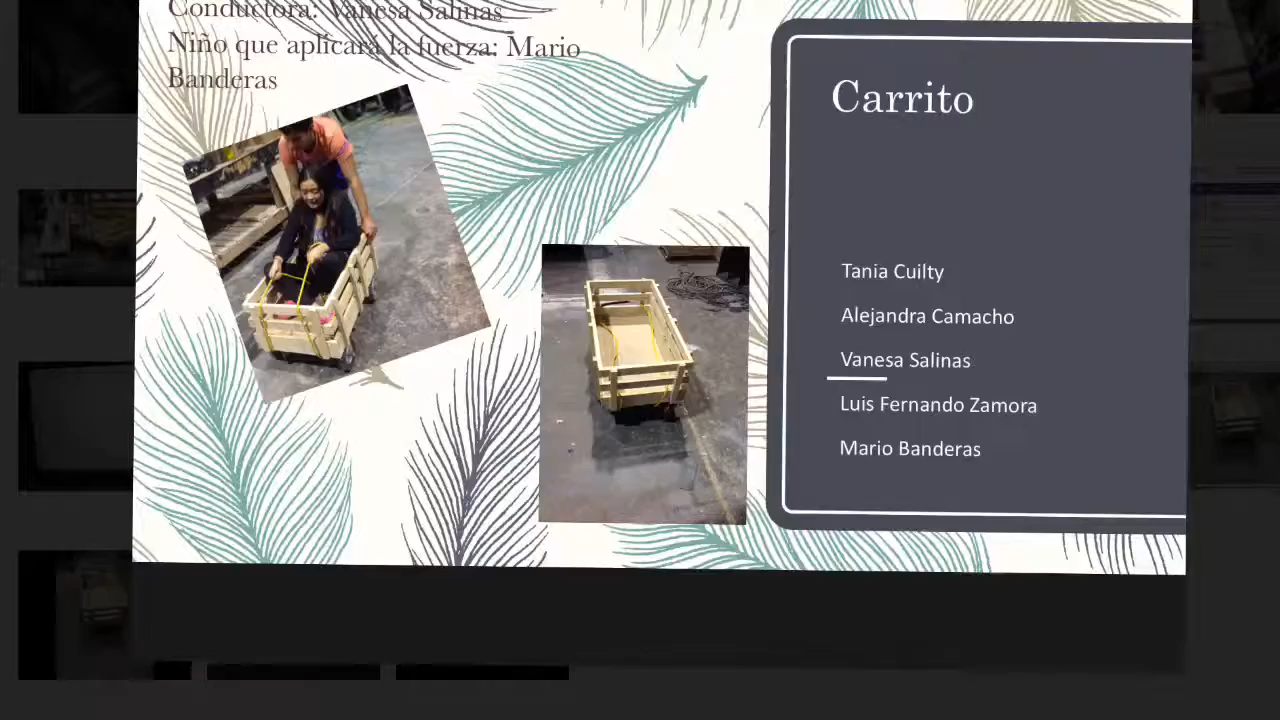 Conductora: Vanesa Salinas
Niño que aplicará la fuerza: Mario
Banderas
Carrito
Tania Cuilty
Alejandra Camacho
Vanesa Salinas
Luis Fernando Zamora
Mario Banderas